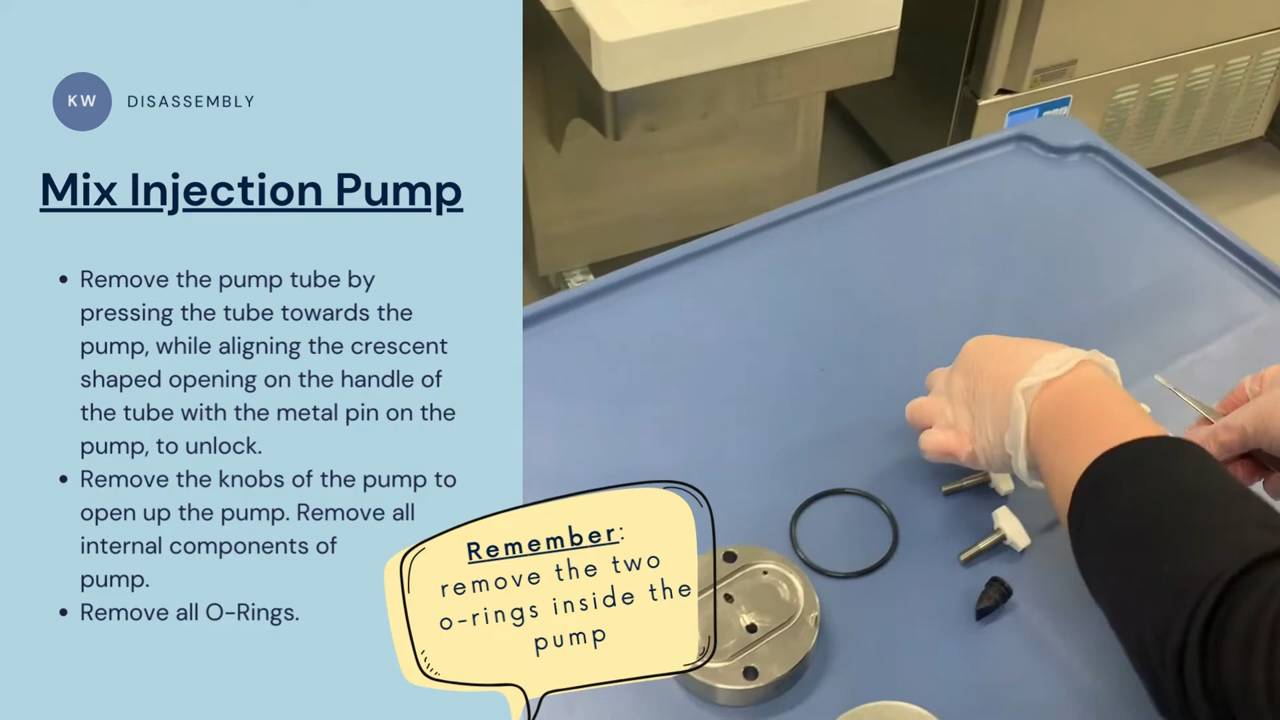 KW
DISASSEMBLY
Mix Injection Pump
• Remove the pump tube by
pressing the tube towards the
pump, while aligning the crescent
shaped opening on the handle of
the tube with the metal pin on the
pump, to unlock.
• Remove the knobs of the pump to
open up the pump. Remove all
internal components of
pump.
• Remove all O-Rings.
Remember:
remove the two
o-rings inside the
pump